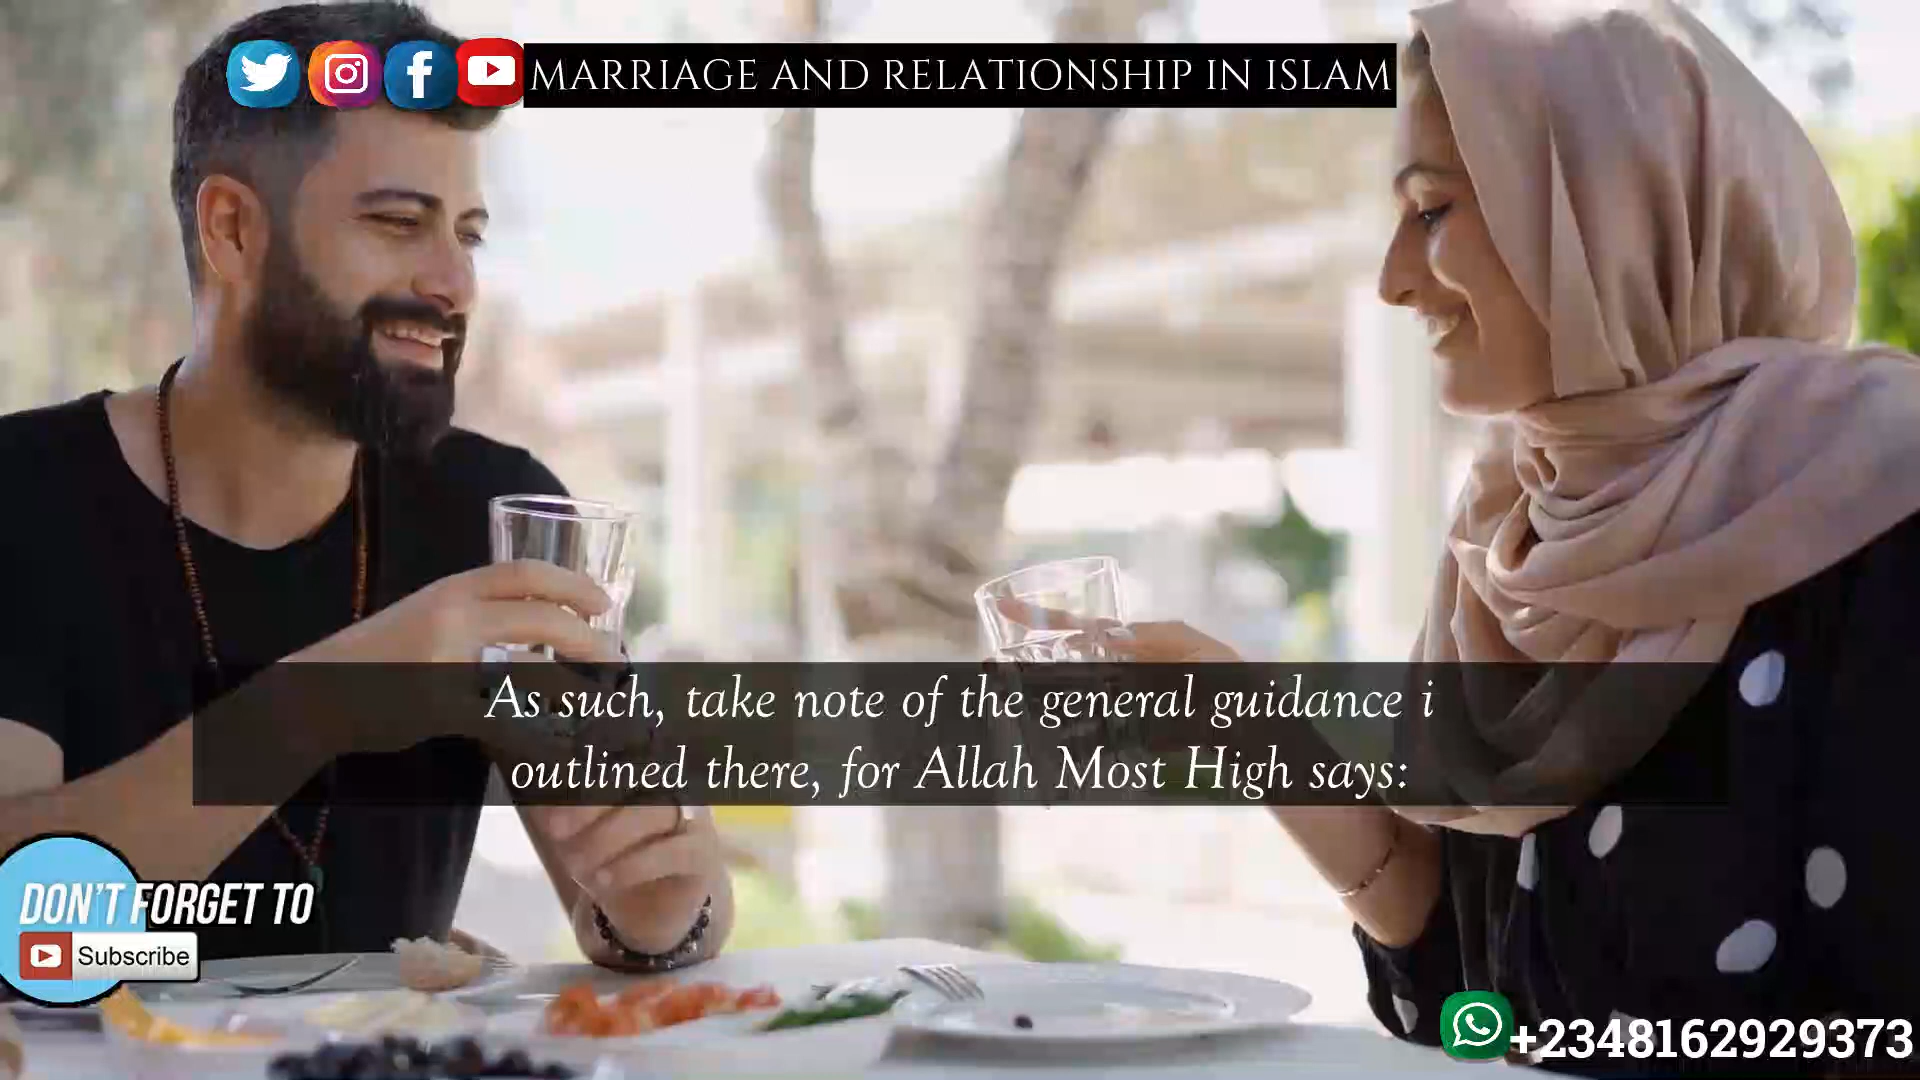 MARRIAGE AND RELATIONSHIP IN ISLAM
As such, take note of the general guidance i
outlined there, for Allah Most High says:
DON'T FORGET TO
Subscribe
+2348162929373